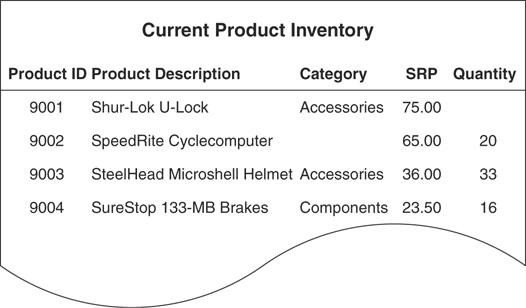 Current Product Inventory
Product ID Product Description Category SRP Quantity
9001 Shur-Lok U-Lock Accessories 75.00
9002 SpeedRite Cyclecomputer 65.00 20
9003 SteelHead Microshell Helmet Accessories 36.00 33
9004 SureStop 133-MB Brakes Components 23.50 16